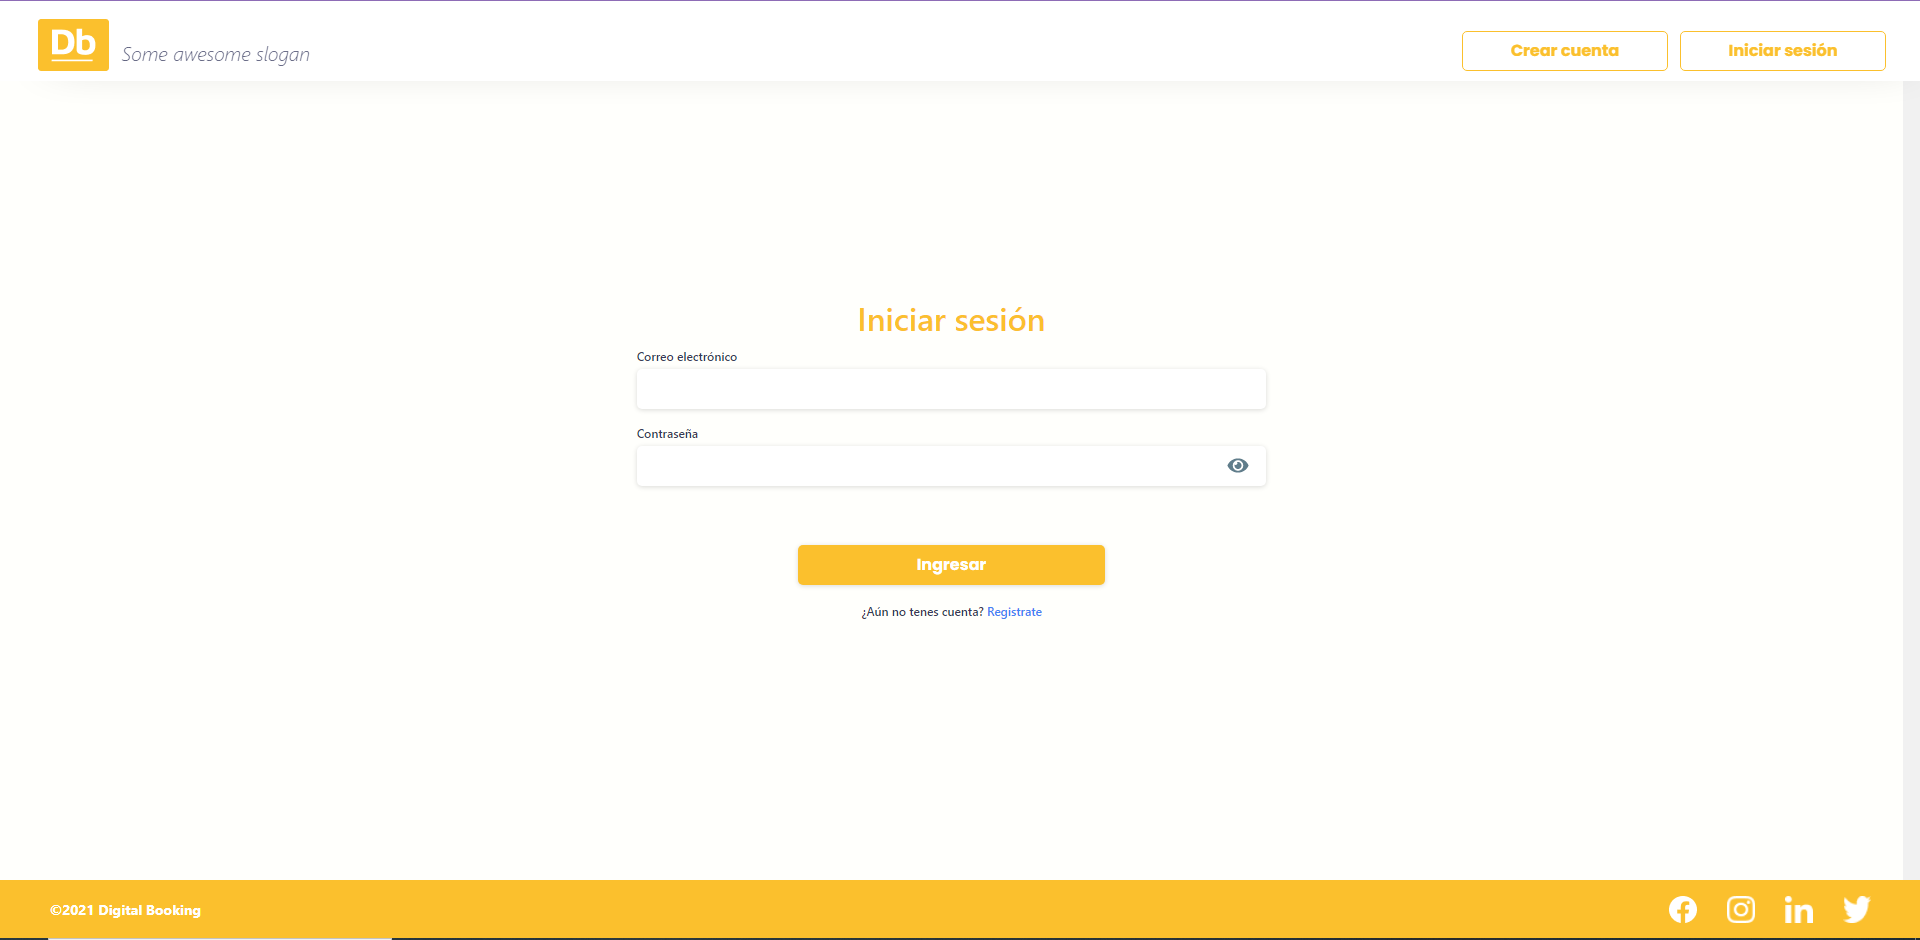 Db
Some awesome slogan
Crear cuenta
Iniciar sesión
Iniciar sesión
Correo electrónico
Contraseña
Ingresar
¿Aún no tenes cuenta? Registrate
©2021 Digital Booking